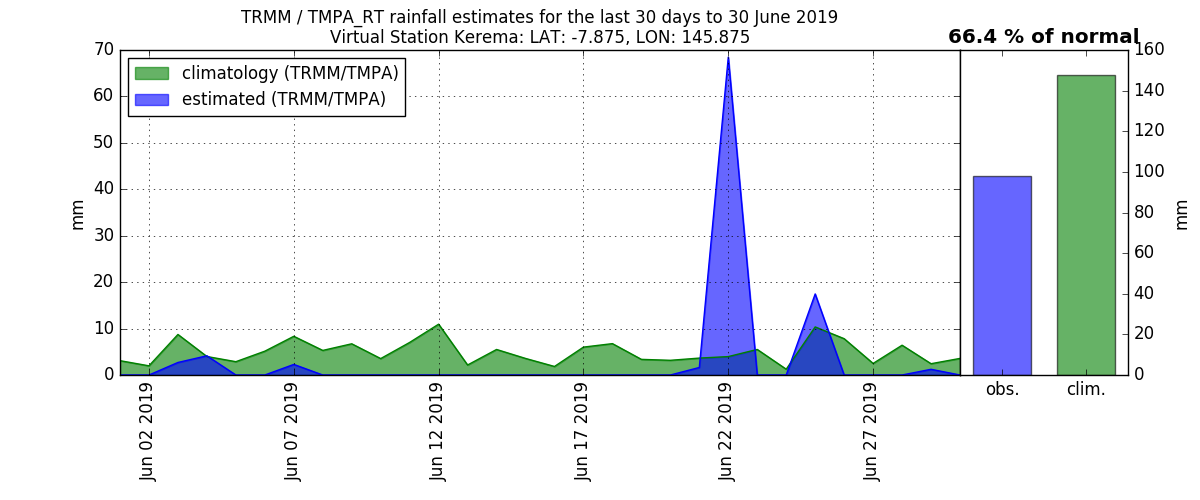 TRMM / TMPA_RT rainfall estimates for the last 30 days to 30 June 2019
Virtual Station Kerema: LAT: -7.875, LON: 145.875
66.4 % of normal
climatology (TRMM/TMPA)
estimated (TRMM/TMPA)
mm
70
60
50
40
30
20
10
0
Jun 02 2019
Jun 07 2019
Jun 12 2019
Jun 17 2019
Jun 22 2019
Jun 27 2019
obs.
clim.
160
140
120
100
80
60
40
20
0
mm